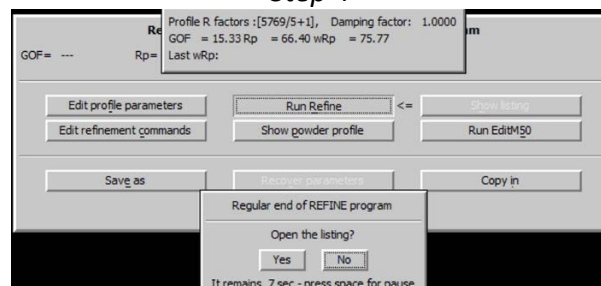 Step 4
Re
am
Profile R factors :[5769/5+1], Damping factor: 1.0000
GOF = 15.33 Rp = 66.40 wRp = 75.77
Last wRp:
GOF= --- Rp=
Edit profile parameters Run Refine <= Show listing
Edit refinement commands Show powder profile Run EditM50
Save as Recover parameters Copy in
Regular end of REFINE program
Open the listing?
Yes No
It remains 7 sec - press space for pause